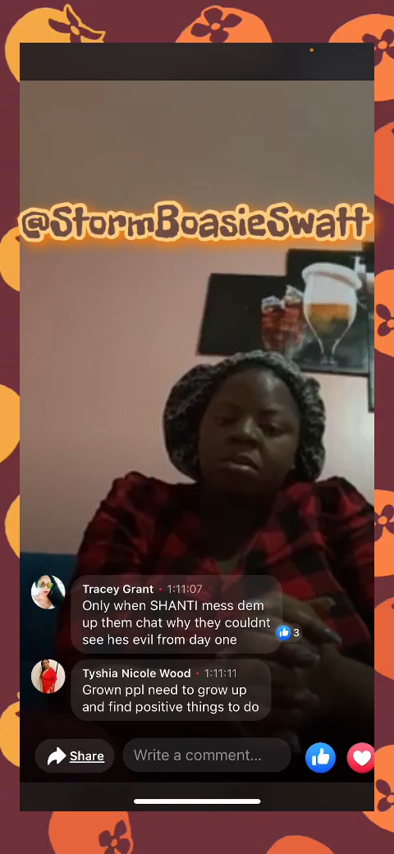 @StormBoasieSwatt
Tracey Grant • 1:11:07
Only when SHANTI mess dem
up them chat why they couldnt
see hes evil from day one
3
Tyshia Nicole Wood • 1:11:11
Grown ppl need to grow up
and find positive things to do
Share
Write a comment...